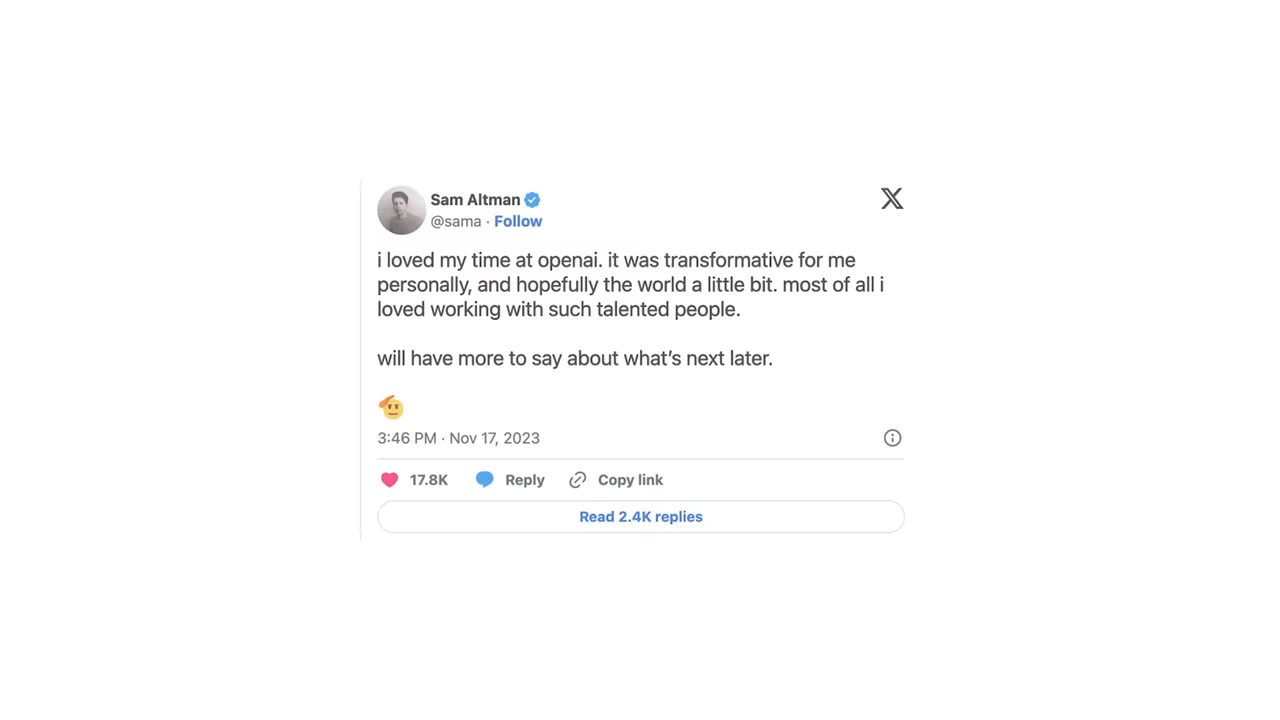 Sam Altman
@sama · Follow
i loved my time at openai. it was transformative for me
personally, and hopefully the world a little bit. most of all i
loved working with such talented people.
will have more to say about what’s next later.
🫡
3:46 PM · Nov 17, 2023
17.8K Reply Copy link
Read 2.4K replies